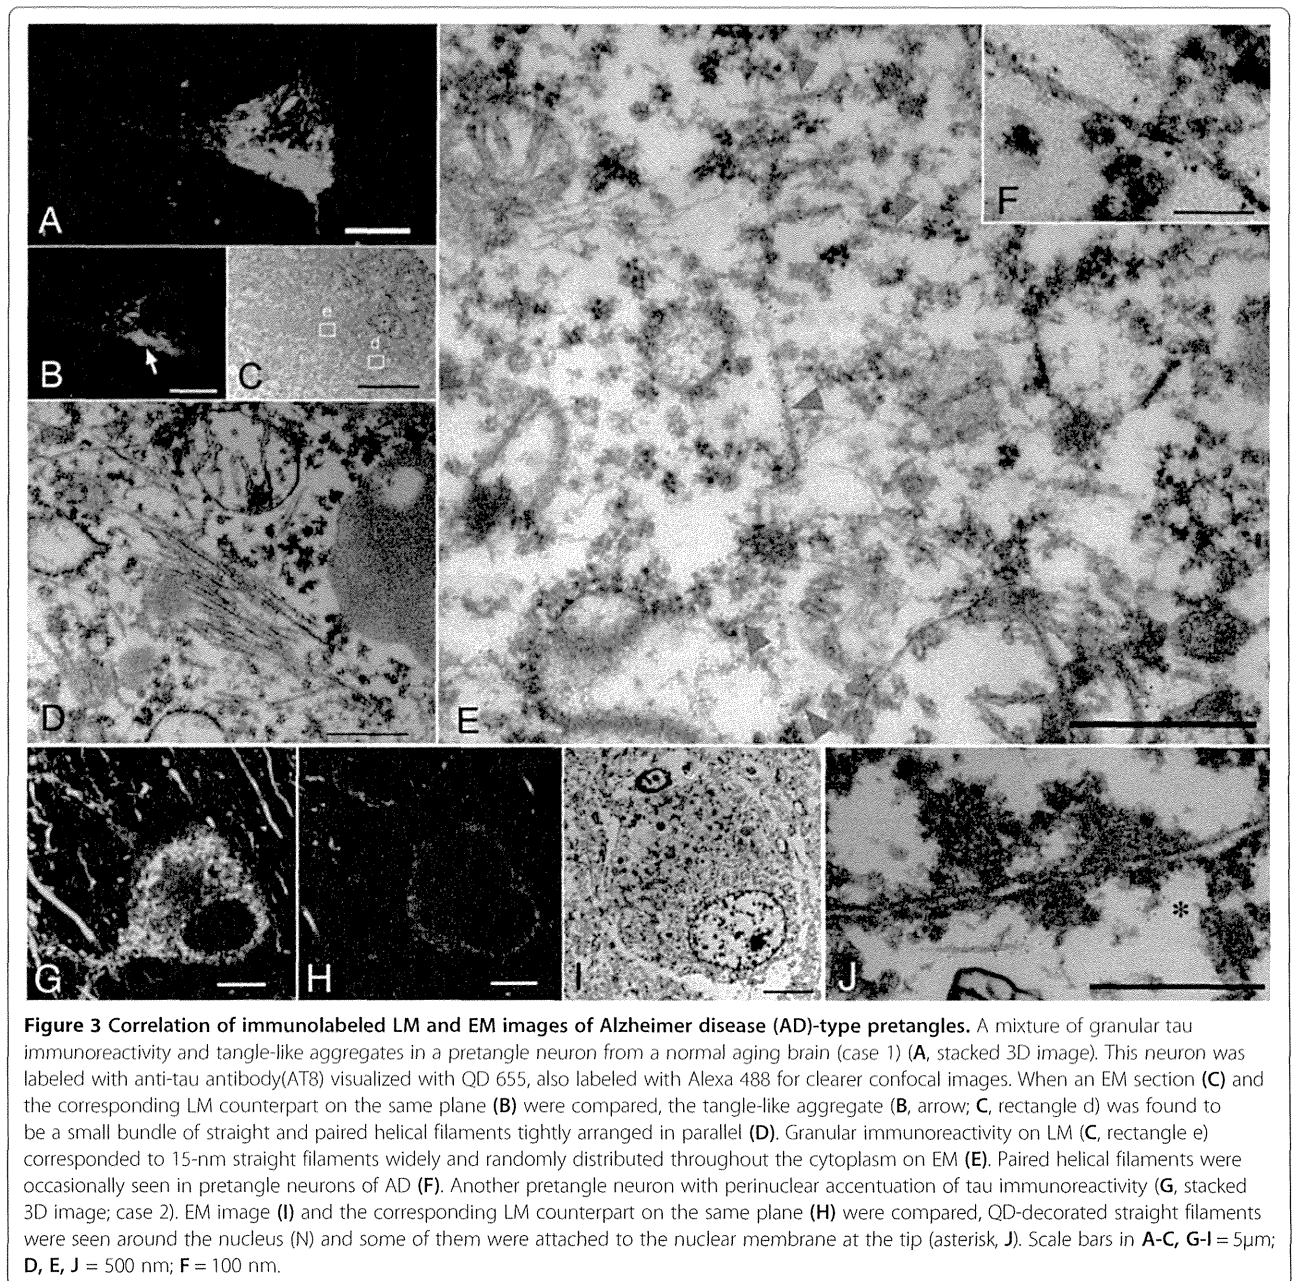 A
B
C
e
d
D
E
F
G
H
I
J
*
Figure 3 Correlation of immunolabeled LM and EM images of Alzheimer disease (AD)-type pretangles. A mixture of granular tau
immunoreactivity and tangle-like aggregates in a pretangle neuron from a normal aging brain (case 1) (A, stacked 3D image). This neuron was
labeled with anti-tau antibody(AT8) visualized with QD 655, also labeled with Alexa 488 for clearer confocal images. When an EM section (C) and
the corresponding LM counterpart on the same plane (B) were compared, the tangle-like aggregate (B, arrow; C, rectangle d) was found to
be a small bundle of straight and paired helical filaments tightly arranged in parallel (D). Granular immunoreactivity on LM (C, rectangle e)
corresponded to 15-nm straight filaments widely and randomly distributed throughout the cytoplasm on EM (E). Paired helical filaments were
occasionally seen in pretangle neurons of AD (F). Another pretangle neuron with perinuclear accentuation of tau immunoreactivity (G, stacked
3D image; case 2). EM image (I) and the corresponding LM counterpart on the same plane (H) were compared, QD-decorated straight filaments
were seen around the nucleus (N) and some of them were attached to the nuclear membrane at the tip (asterisk, J). Scale bars in A-C, G-I = 5μm;
D, E, J = 500 nm; F = 100 nm.